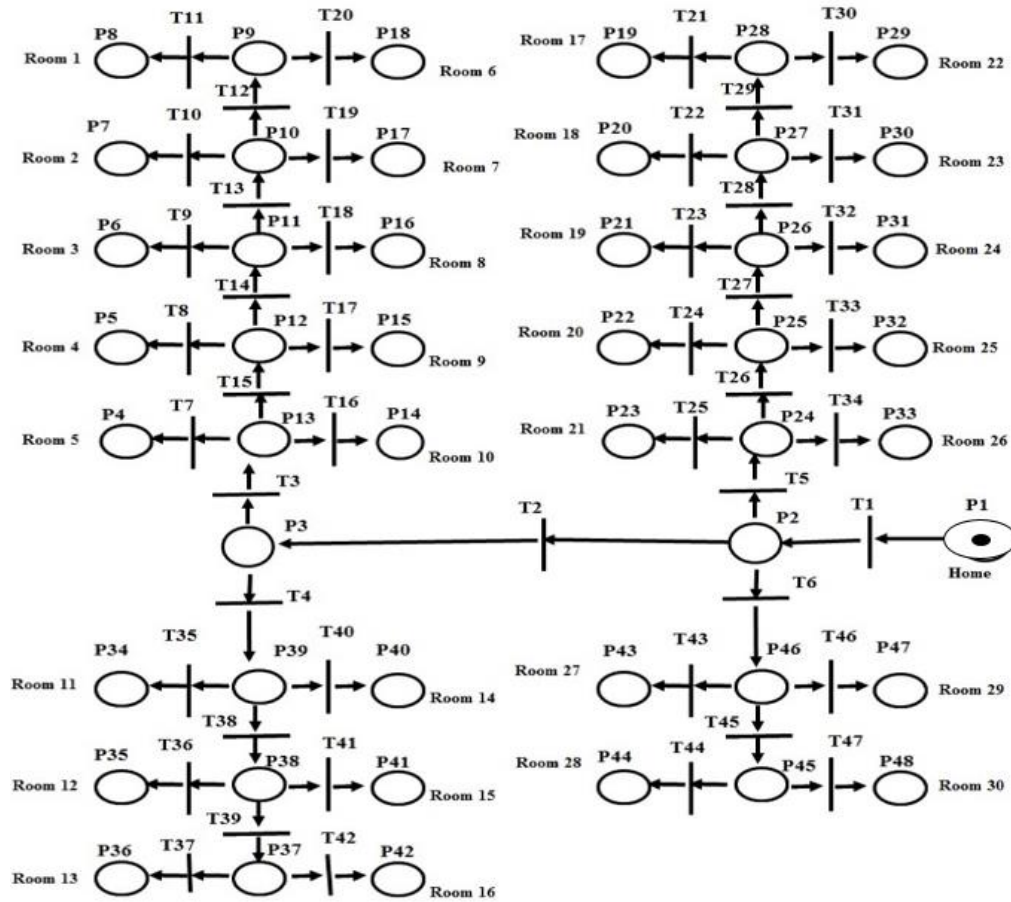 T11 T20 T21 T30
P8 P9 P18 Room 17 P19 P28 P29
Room 1 Room 6 Room 22
T12 T29
P7 T10 T19 T22 T31
P10 P17 Room 18 P20 P27 P30
Room 2 Room 7 Room 23
T13 T28
P6 T9 T18 T23 T32
P11 P16 Room 19 P21 P26 P31
Room 3 Room 8 Room 24
T14 T27
P5 T8 P12 T17 P15 P22 T24 P25 T33 P32
Room 4 Room 9 Room 20 Room 25
T15 T26
P4 T7 P13 T16 P14 P23 T25 P24 T34 P33
Room 5 Room 10 Room 21 Room 26
T3 T5
P3 T2 P2 T1 P1
Home
T4 T6
T35 T40 T43 T46
P34 P39 P40 P43 P46 P47
Room 11 Room 14 Room 27 Room 29
T38 T45
P35 T36 P38 T41 P41 P44 T44 P45 T47 P48
Room 12 Room 15 Room 28 Room 30
T39
P36 T37 P37 T42 P42
Room 13 Room 16